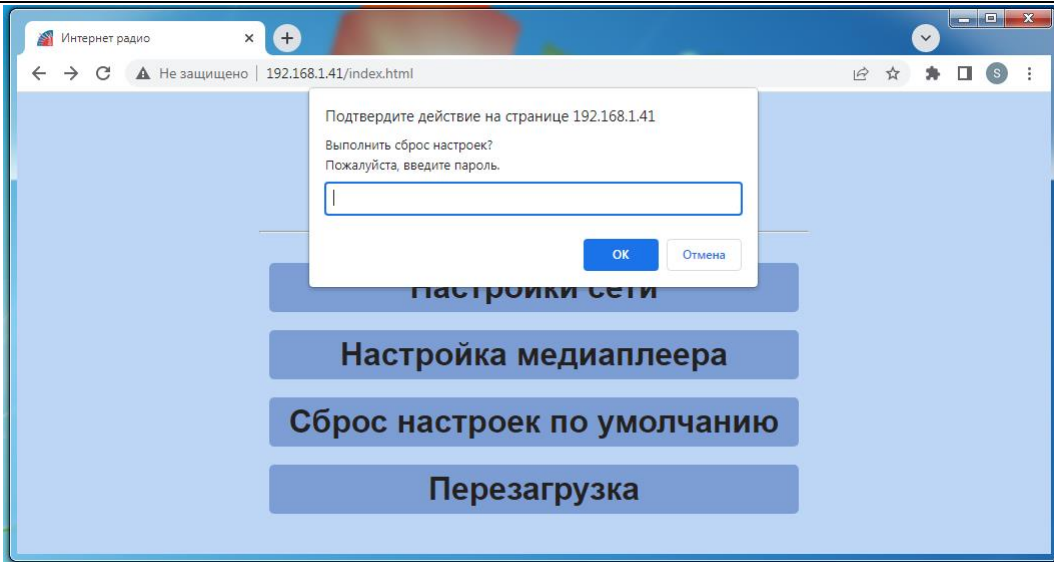 Интернет радио
Не защищено | 192.168.1.41/index.html
S
Подтвердите действие на странице 192.168.1.41
Выполнить сброс настроек?
Пожалуйста, введите пароль.
ОК
Отмена
Настройки сети
Настройка медиаплеера
Сброс настроек по умолчанию
Перезагрузка